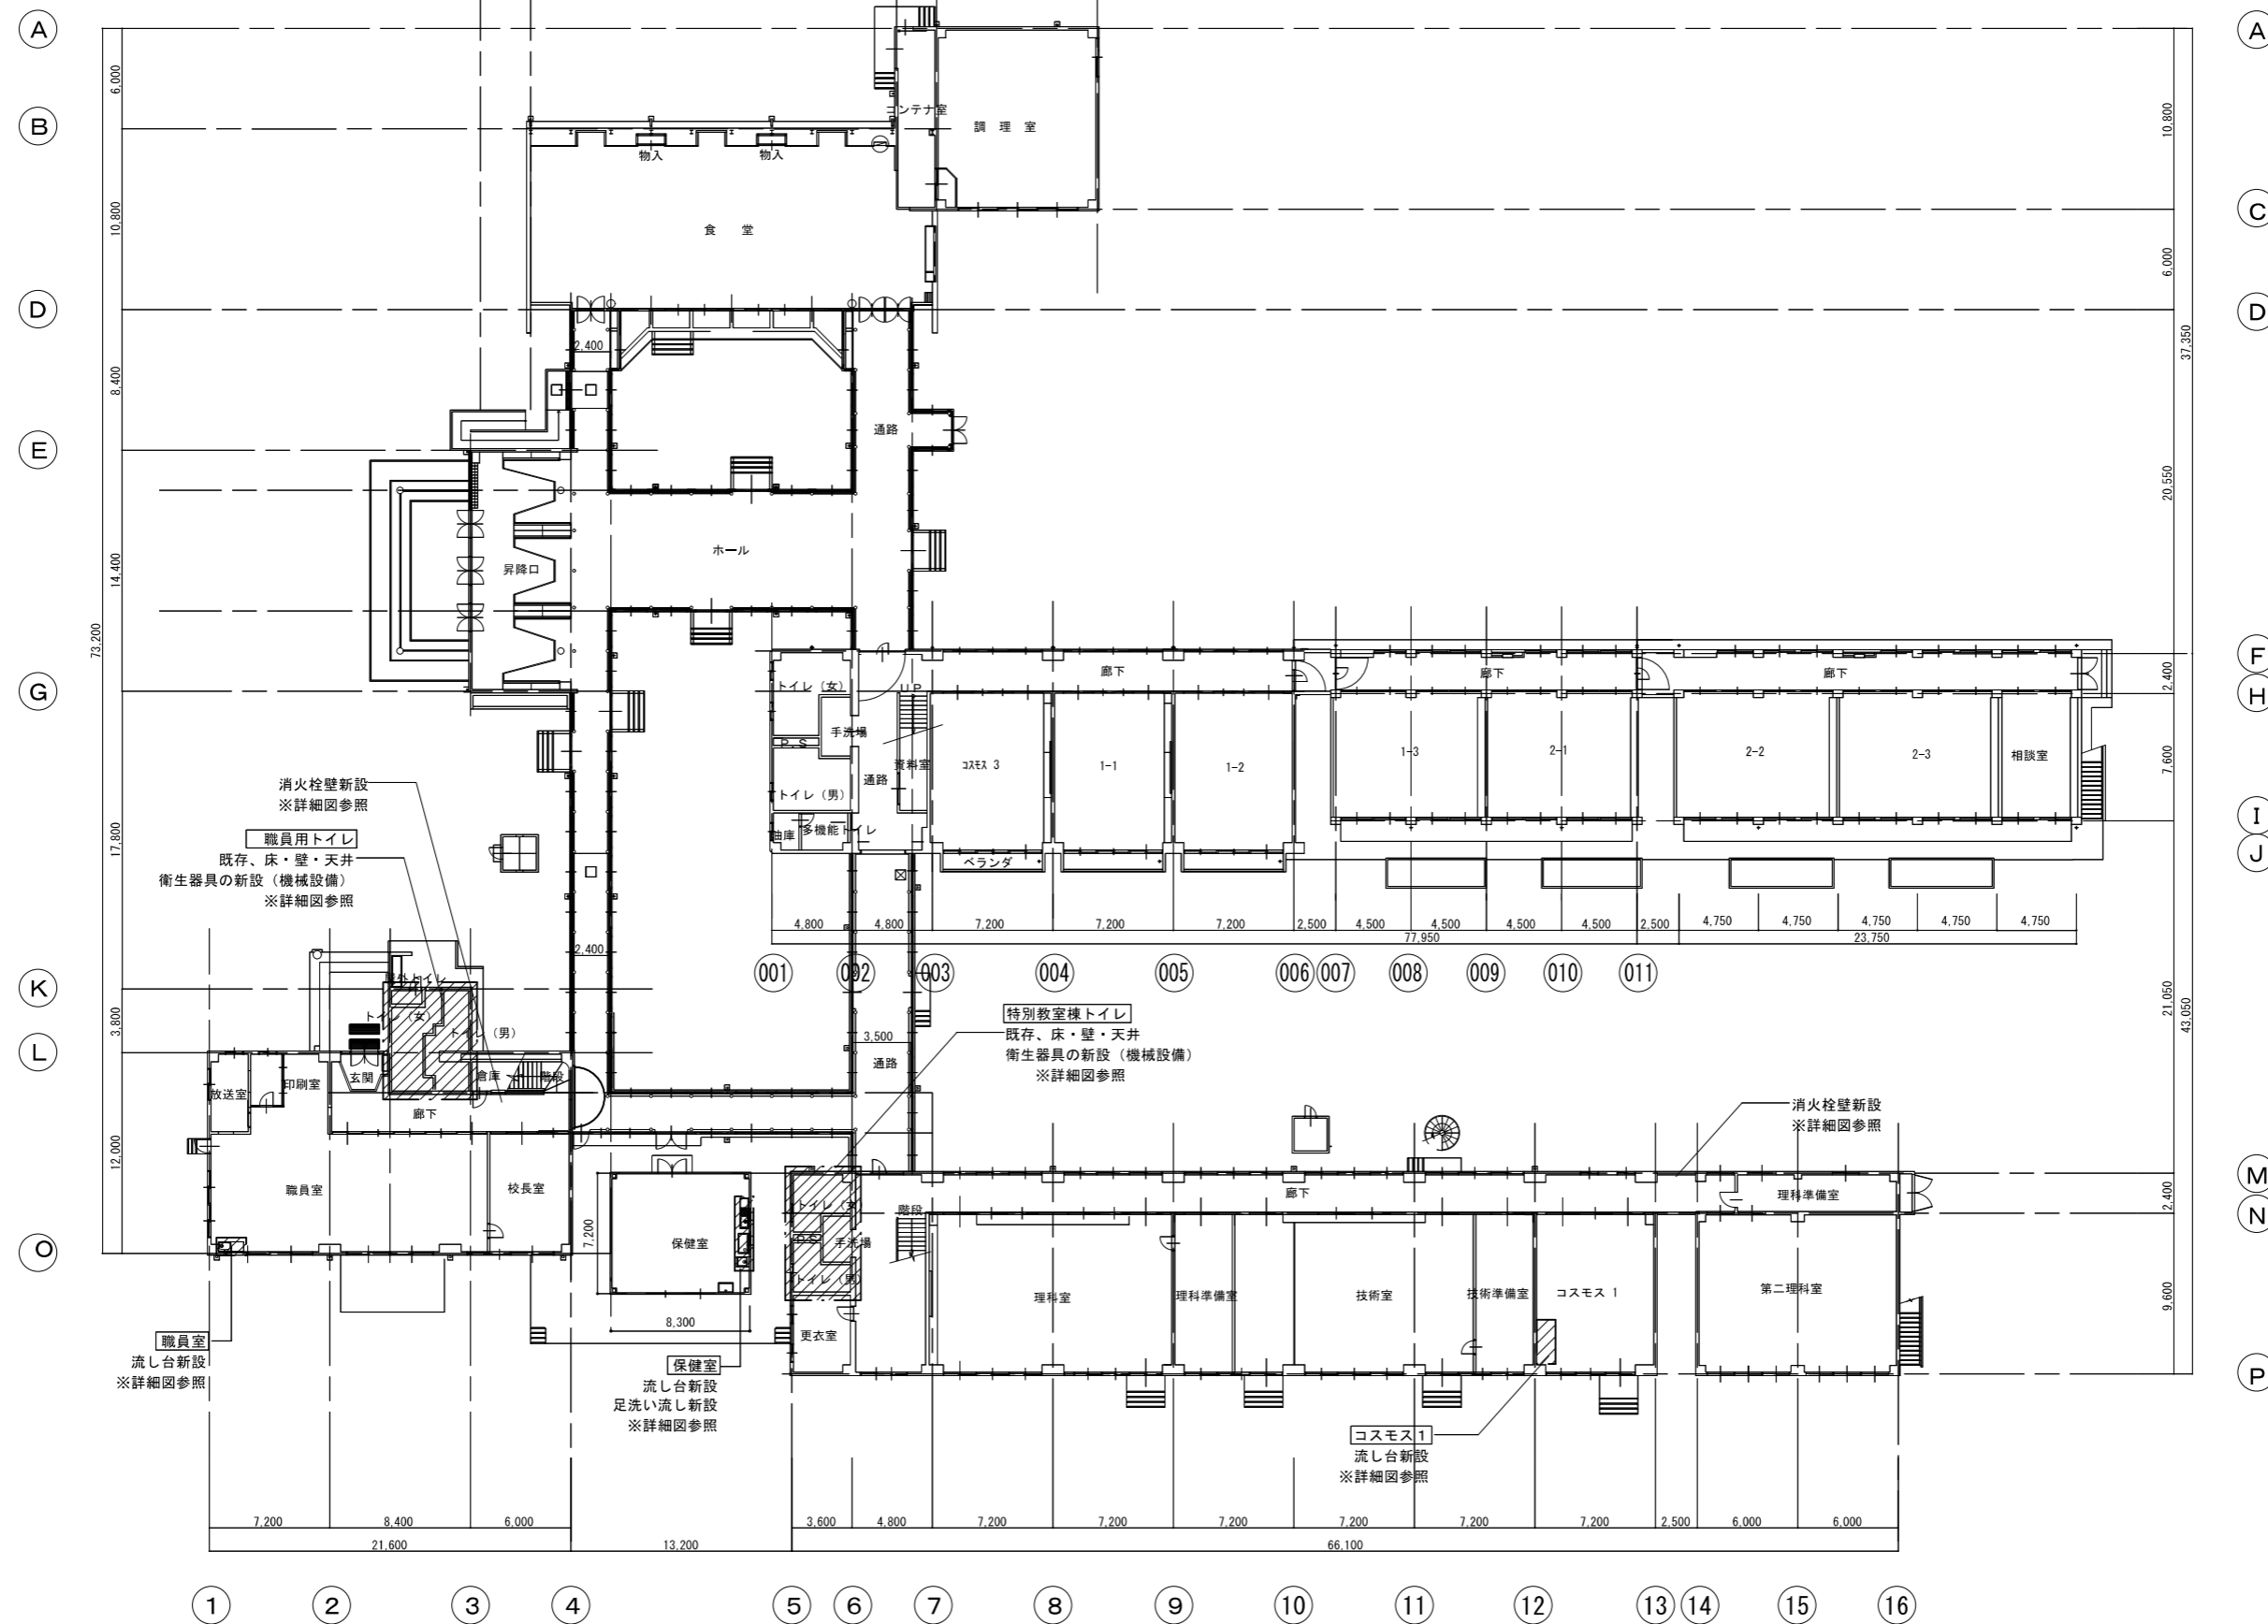 A
A
6,000
コンテナ室
調　理　室
10,800
B
物入
物入
C
10,800
食　　堂
6,000
D
D
2,400
37,350
8,400
通路
E
20,550
ホール
14,400
昇降口
73,200
F
廊下
廊下
廊下
2,400
G
トイレ（女）
UP
H
手洗場
P.S
資料室
通路
コスモス 3
1-1
1-2
1-3
2-1
2-2
2-3
相談室
7,600
トイレ（男）
消火栓壁新設
※詳細図参照
I
多機能トイレ
職員用トイレ
既存、床・壁・天井
衛生器具の新設（機械設備）
※詳細図参照
17,800
J
ベランダ
4,800
4,800
7,200
7,200
7,200
2,500
4,500
4,500
4,500
4,500
2,500
4,750
4,750
4,750
4,750
4,750
77,950
23,750
2,400
001
002
003
004
005
006
007
008
009
010
011
K
トイレ（女）
トイレ（男）
3,800
21,050
43,050
特別教室棟トイレ
既存、床・壁・天井
衛生器具の新設（機械設備）
※詳細図参照
3,500
通路
L
放送室
印刷室
玄関
倉庫
階段
廊下
消火栓壁新設
※詳細図参照
12,000
職員室
校長室
M
トイレ（女）
階段
廊下
理科準備室
2,400
N
O
7,200
保健室
P.S
手洗場
トイレ（男）
理科室
理科準備室
技術室
技術準備室
コスモス 1
第二理科室
9,600
8,300
更衣室
職員室
流し台新設
※詳細図参照
保健室
流し台新設
足洗い流し新設
※詳細図参照
P
コスモス１
流し台新設
※詳細図参照
7,200
8,400
6,000
3,600
4,800
7,200
7,200
7,200
7,200
7,200
7,200
2,500
6,000
6,000
21,600
13,200
66,100
1
2
3
4
5
6
7
8
9
10
11
12
13
14
15
16